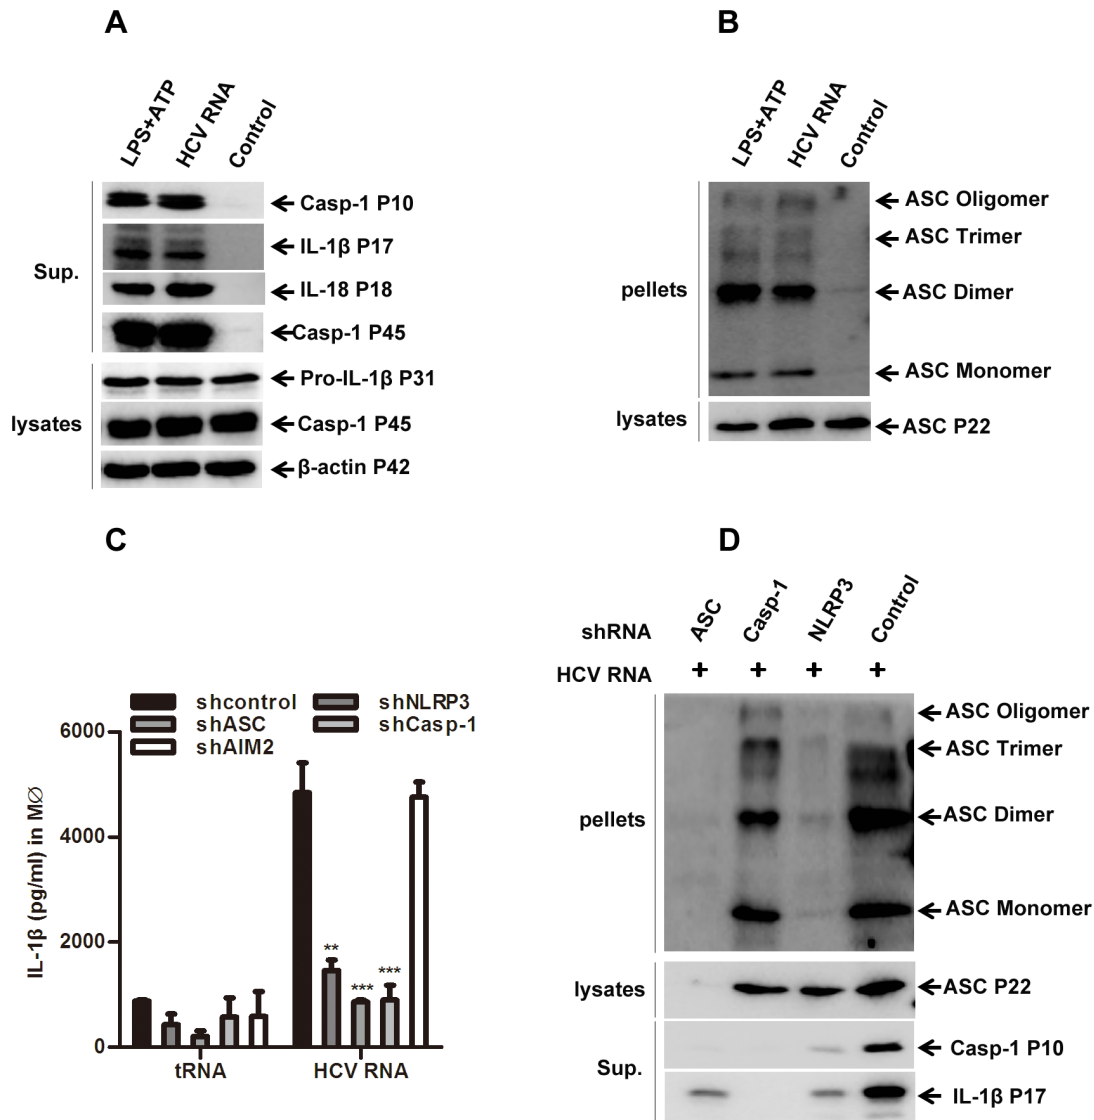 A
LPS+ATP
HCV RNA
Control
Casp-1 P10
IL-1β P17
Sup.
IL-18 P18
Casp-1 P45
Pro-IL-1β P31
lysates
Casp-1 P45
β-actin P42
B
LPS+ATP
HCV RNA
Control
ASC Oligomer
ASC Trimer
pellets
ASC Dimer
ASC Monomer
lysates
ASC P22
C
shcontrol
shNLRP3
shASC
shCasp-1
shAIM2
IL-1β (pg/ml) in MØ
6000
4000
2000
0
**
***
***
tRNA
HCV RNA
D
shRNA
ASC
Casp-1
NLRP3
Control
HCV RNA + + + +
ASC Oligomer
ASC Trimer
pellets
ASC Dimer
ASC Monomer
lysates
ASC P22
Casp-1 P10
Sup.
IL-1β P17